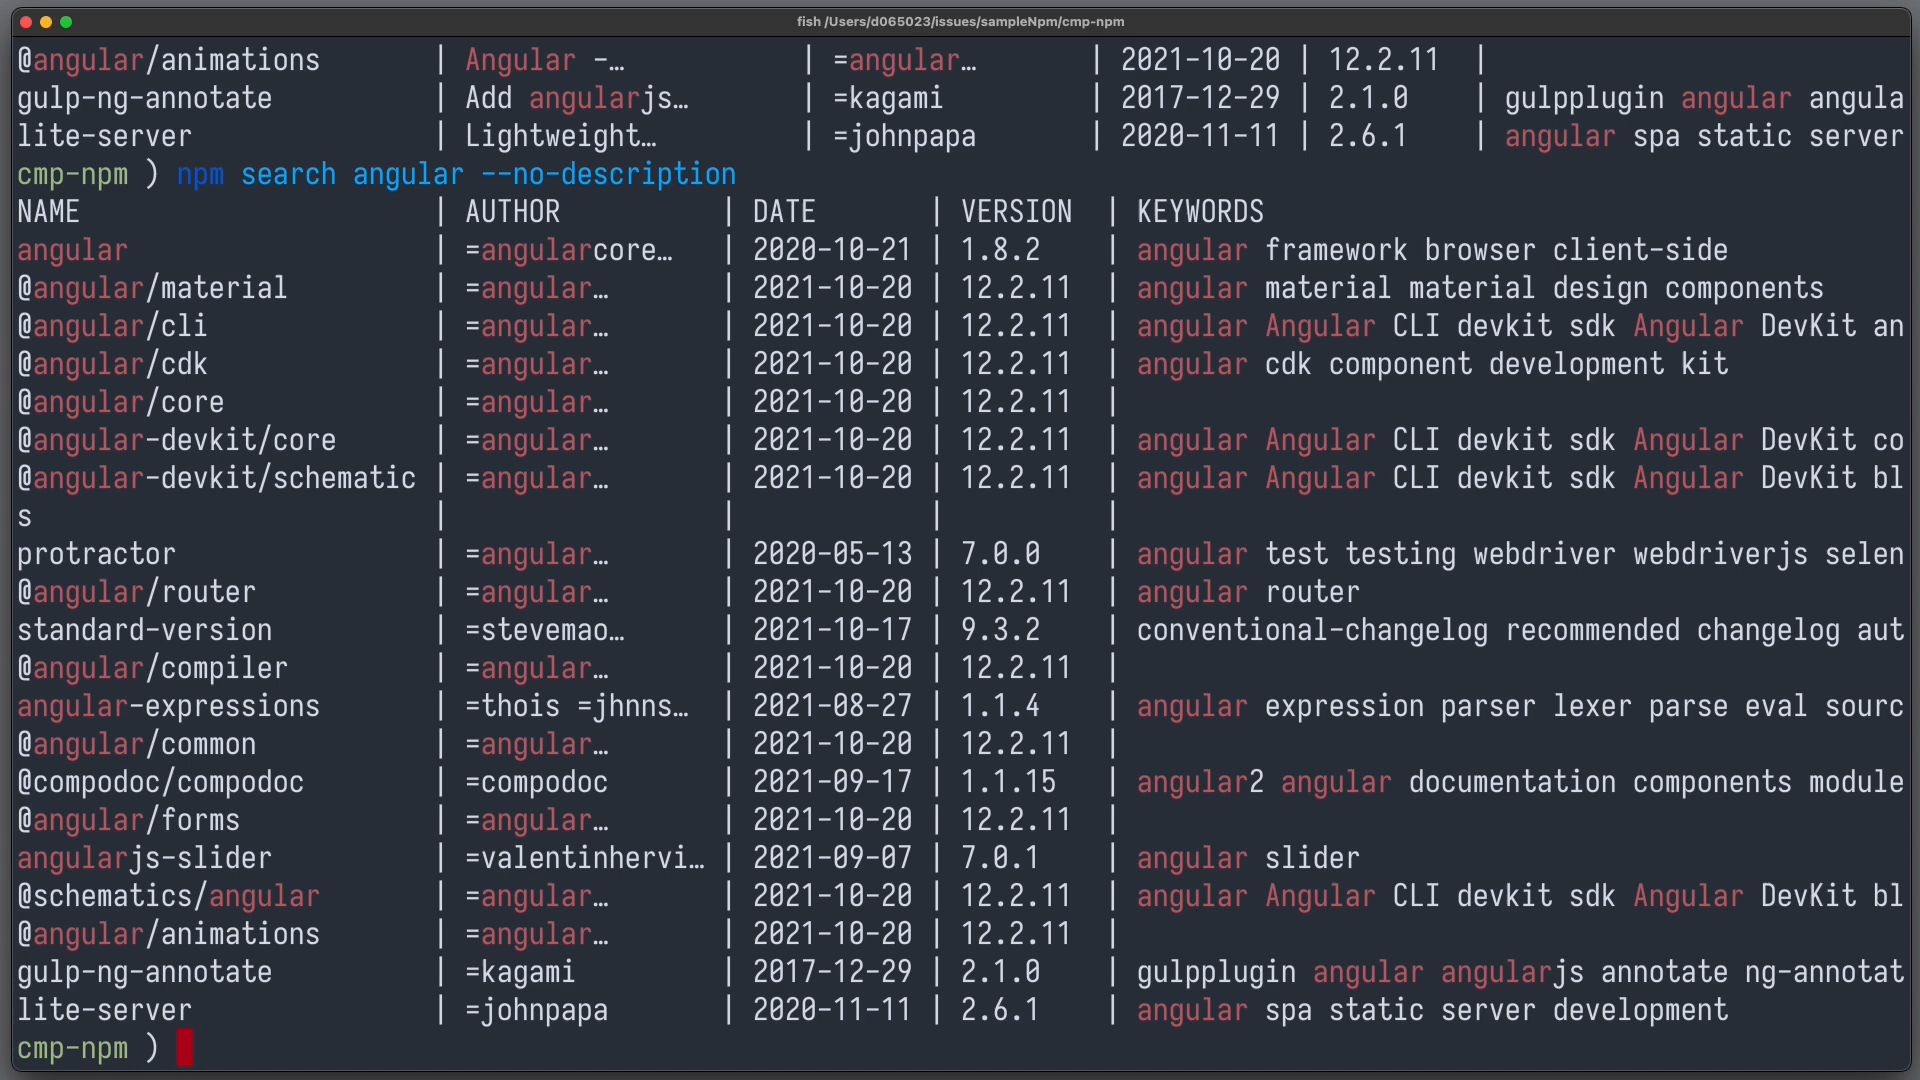 fish /Users/d065023/issues/sampleNpm/cmp-npm
@angular/animations | Angular -… | =angular… | 2021-10-20 | 12.2.11 |
gulp-ng-annotate | Add angularjs… | =kagami | 2017-12-29 | 2.1.0 | gulpplugin angular angula
lite-server | Lightweight… | =johnpapa | 2020-11-11 | 2.6.1 | angular spa static server
cmp-npm ) npm search angular --no-description
NAME | AUTHOR | DATE | VERSION | KEYWORDS
angular | =angularcore… | 2020-10-21 | 1.8.2 | angular framework browser client-side
@angular/material | =angular… | 2021-10-20 | 12.2.11 | angular material material design components
@angular/cli | =angular… | 2021-10-20 | 12.2.11 | angular Angular CLI devkit sdk Angular DevKit an
@angular/cdk | =angular… | 2021-10-20 | 12.2.11 | angular cdk component development kit
@angular/core | =angular… | 2021-10-20 | 12.2.11 |
@angular-devkit/core | =angular… | 2021-10-20 | 12.2.11 | angular Angular CLI devkit sdk Angular DevKit co
@angular-devkit/schematic | =angular… | 2021-10-20 | 12.2.11 | angular Angular CLI devkit sdk Angular DevKit bl
s | | | |
protractor | =angular… | 2020-05-13 | 7.0.0 | angular test testing webdriver webdriverjs selen
@angular/router | =angular… | 2021-10-20 | 12.2.11 | angular router
standard-version | =stevemao… | 2021-10-17 | 9.3.2 | conventional-changelog recommended changelog aut
@angular/compiler | =angular… | 2021-10-20 | 12.2.11 |
angular-expressions | =thois =jhnns… | 2021-08-27 | 1.1.4 | angular expression parser lexer parse eval sourc
@angular/common | =angular… | 2021-10-20 | 12.2.11 |
@compodoc/compodoc | =compodoc | 2021-09-17 | 1.1.15 | angular2 angular documentation components module
@angular/forms | =angular… | 2021-10-20 | 12.2.11 |
angularjs-slider | =valentinhervi… | 2021-09-07 | 7.0.1 | angular slider
@schematics/angular | =angular… | 2021-10-20 | 12.2.11 | angular Angular CLI devkit sdk Angular DevKit bl
@angular/animations | =angular… | 2021-10-20 | 12.2.11 |
gulp-ng-annotate | =kagami | 2017-12-29 | 2.1.0 | gulpplugin angular angularjs annotate ng-annotat
lite-server | =johnpapa | 2020-11-11 | 2.6.1 | angular spa static server development
cmp-npm )